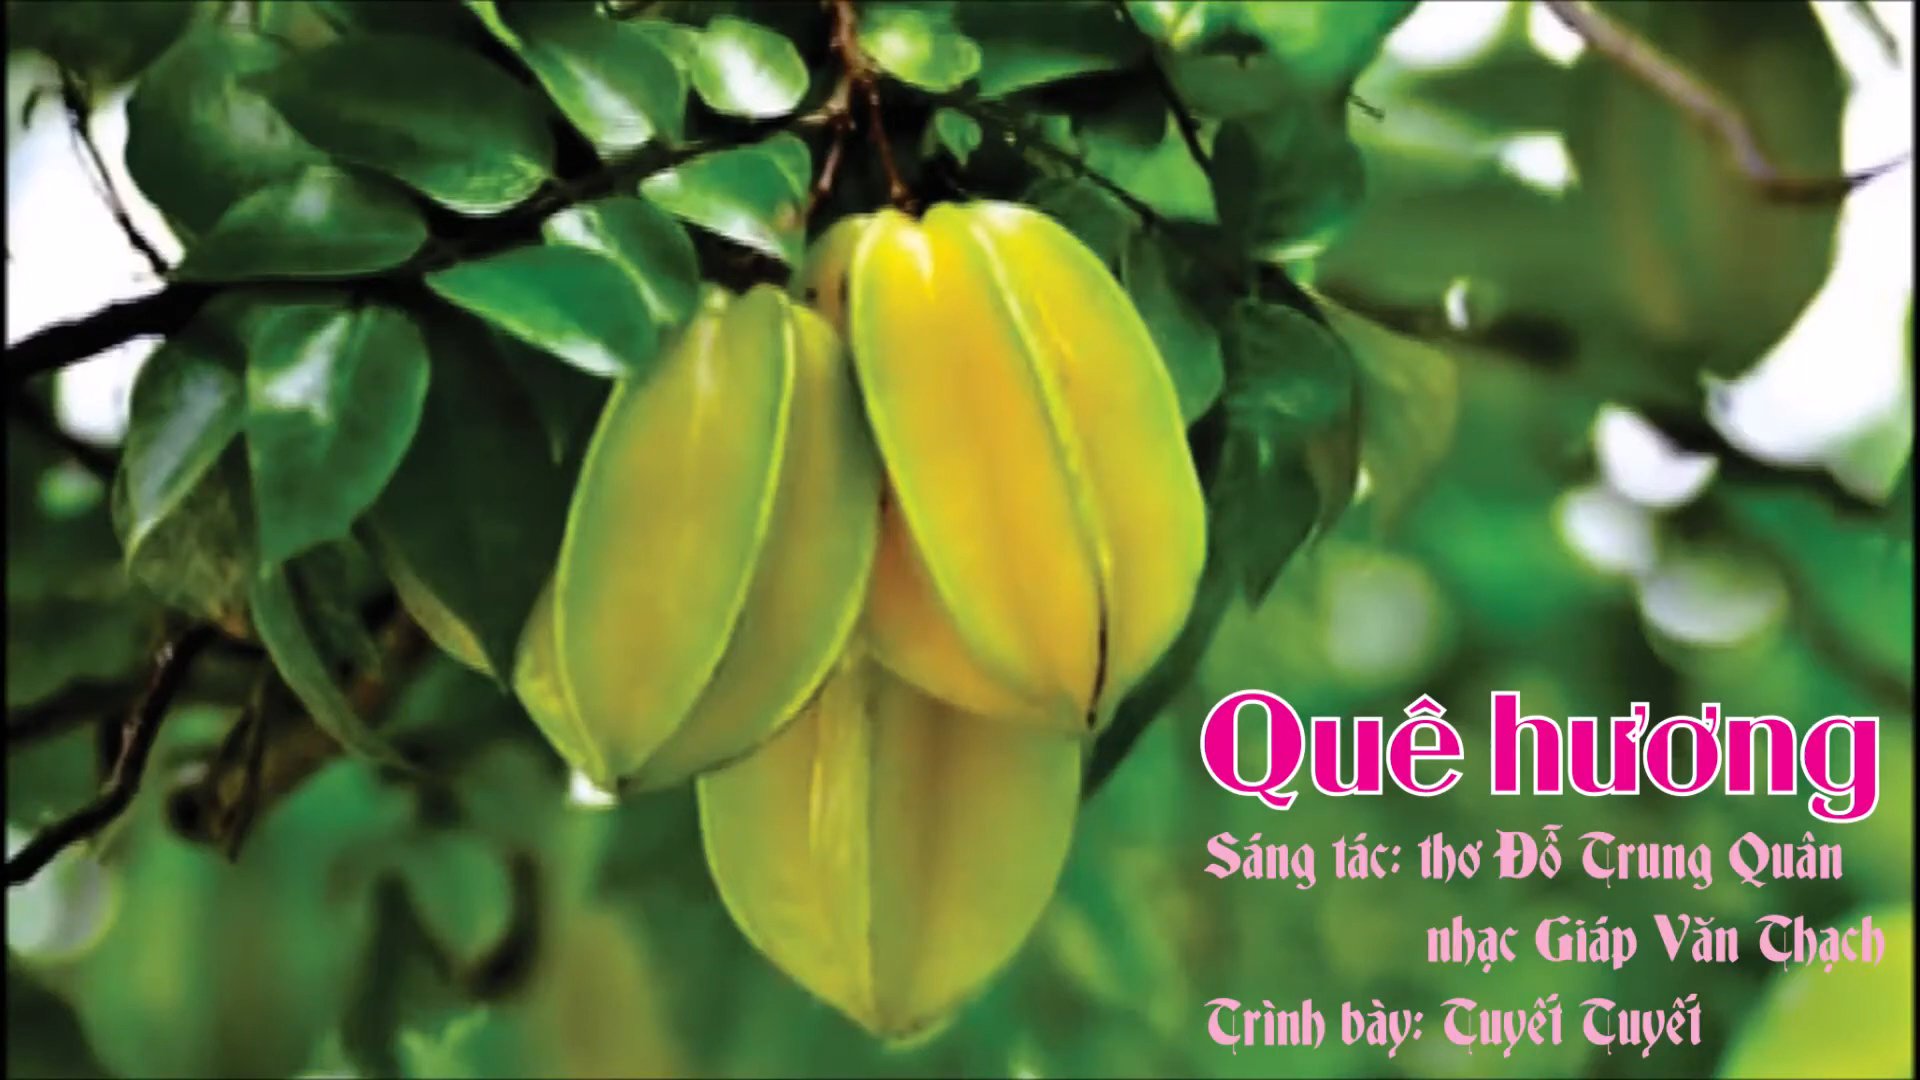 Quê hương
Sáng tác: thơ Đỗ Trung Quân
nhạc Giáp Văn Thạch
Trình bày: Tuyết Tuyết